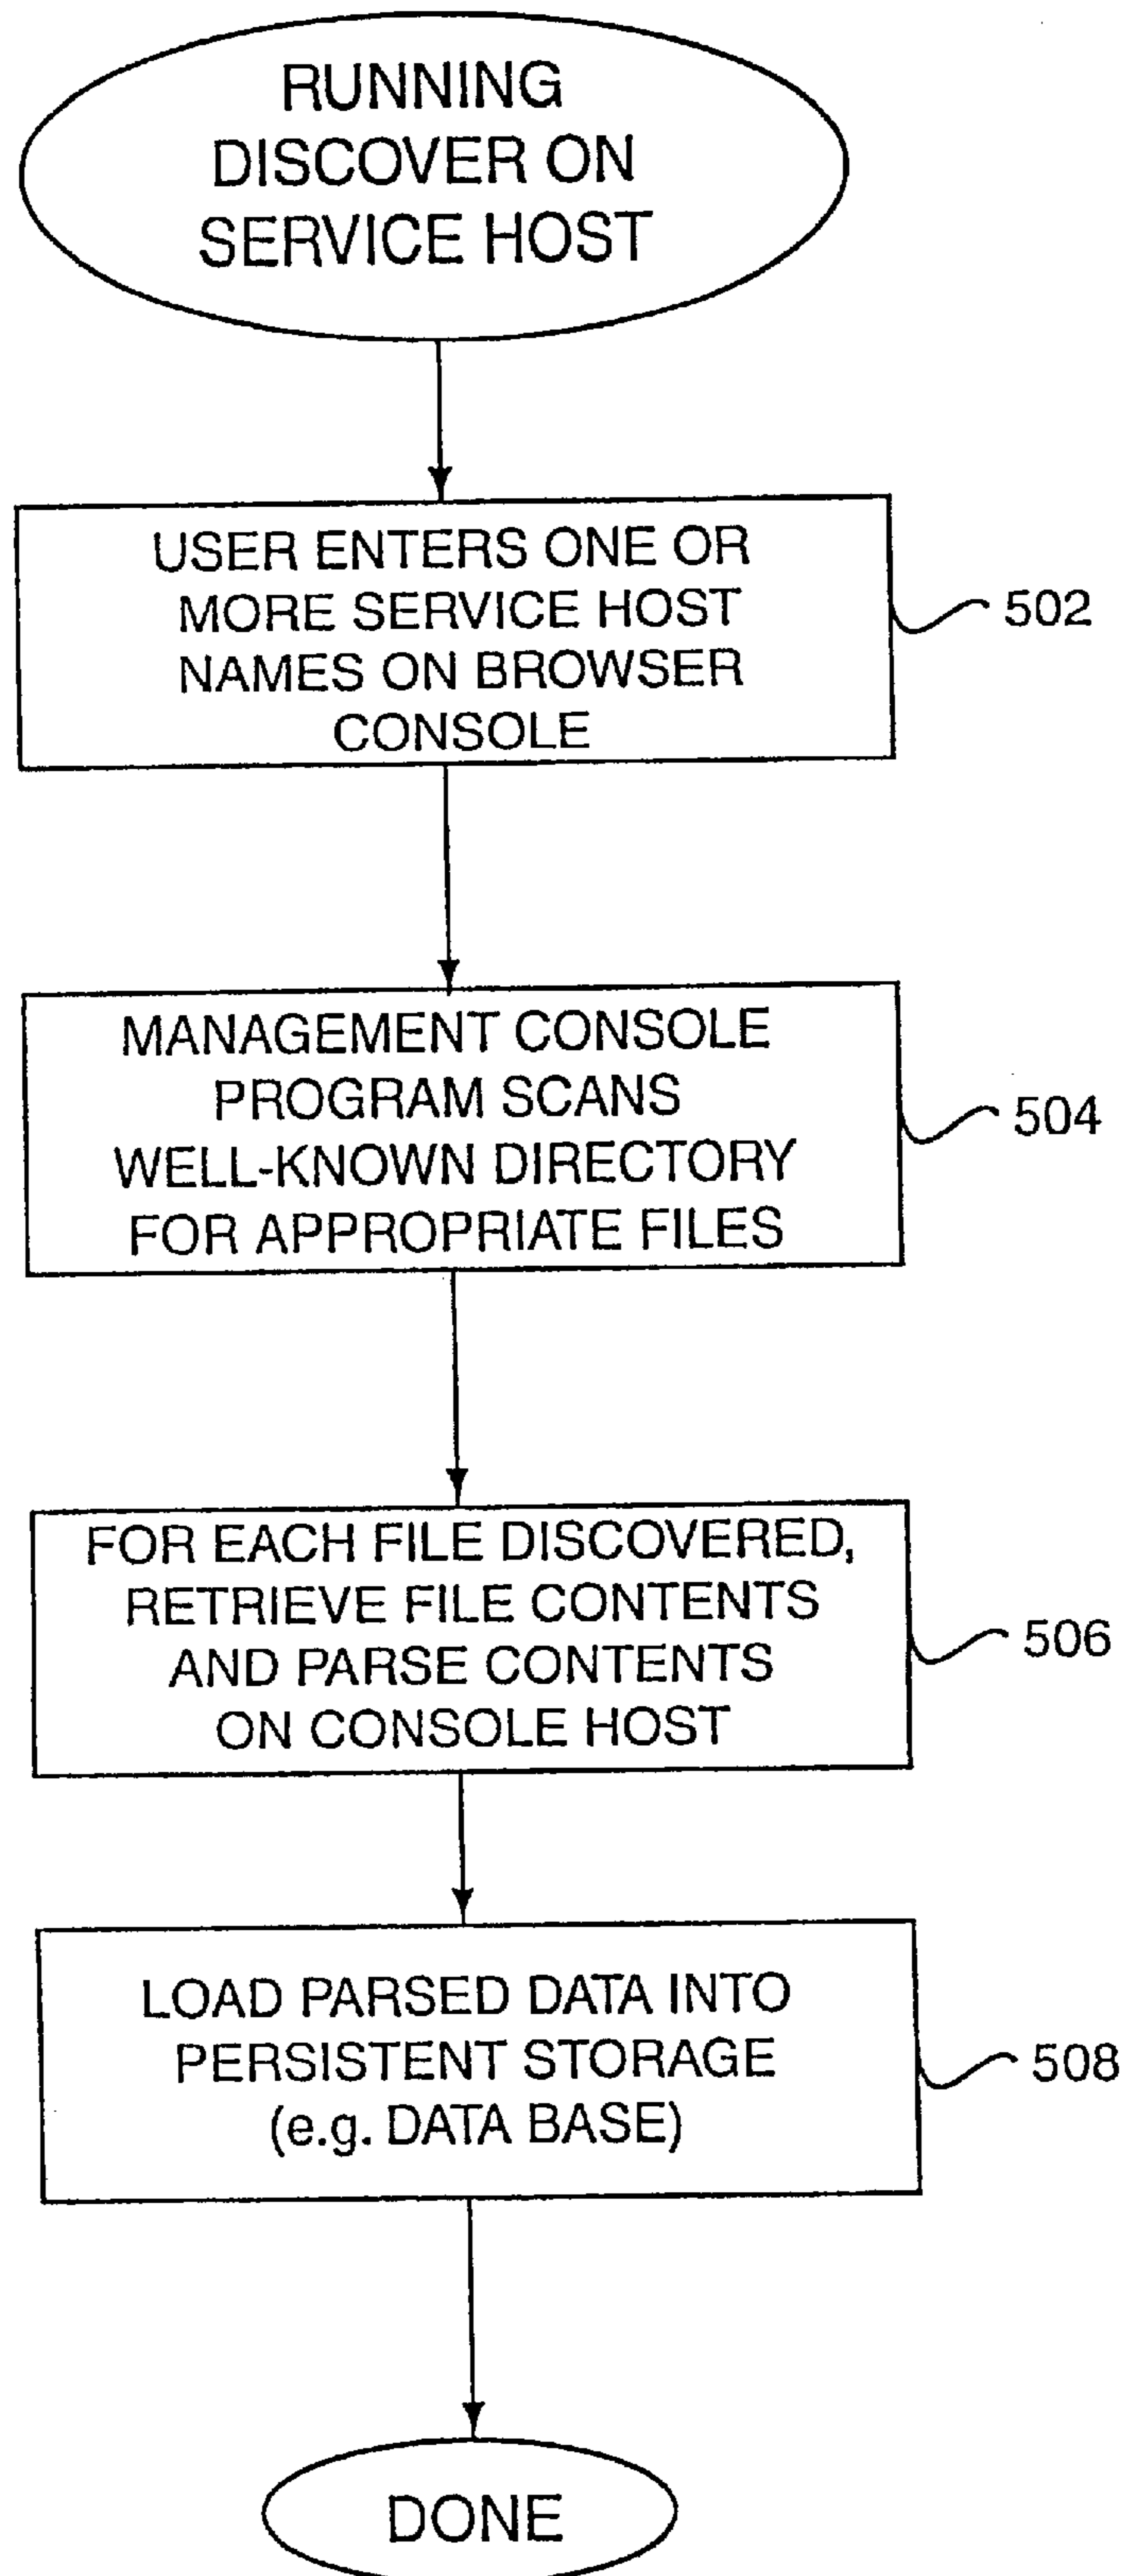 RUNNING
DISCOVER ON
SERVICE HOST
USER ENTERS ONE OR
MORE SERVICE HOST
NAMES ON BROWSER
CONSOLE
502
MANAGEMENT CONSOLE
PROGRAM SCANS
WELL-KNOWN DIRECTORY
FOR APPROPRIATE FILES
504
FOR EACH FILE DISCOVERED,
RETRIEVE FILE CONTENTS
AND PARSE CONTENTS
ON CONSOLE HOST
506
LOAD PARSED DATA INTO
PERSISTENT STORAGE
(e.g. DATA BASE)
508
DONE